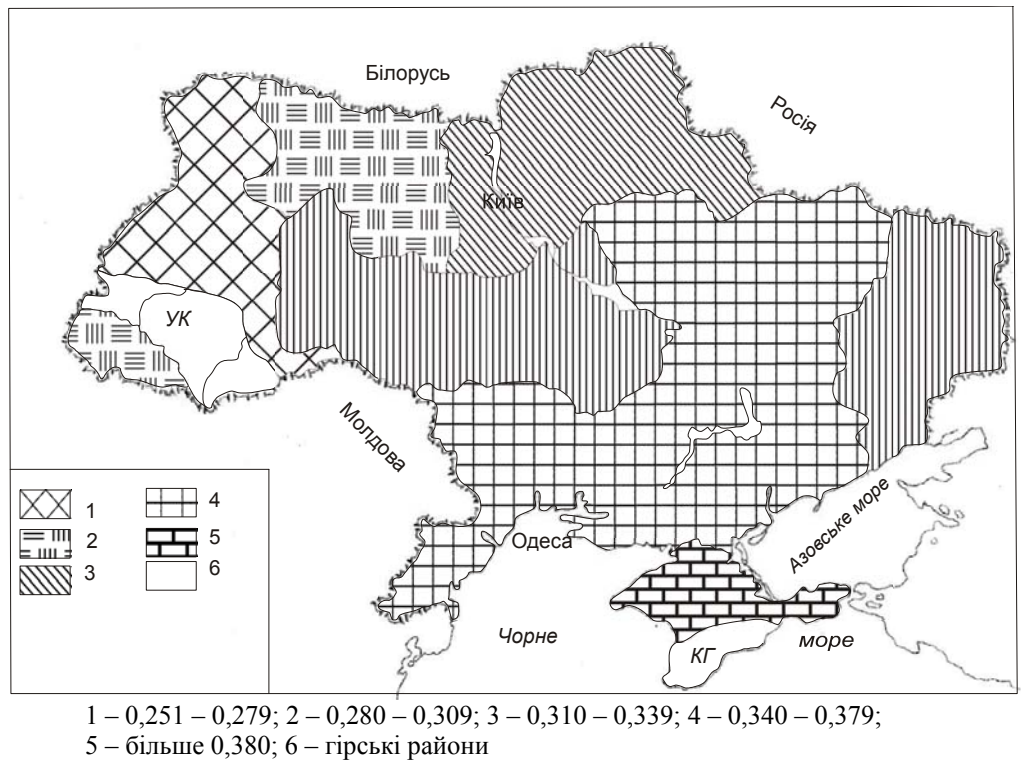 Білорусь
Росія
Київ
УК
Молдова
Одеса
Азовське море
Чорне
море
КГ
1
2
3
4
5
6
1 – 0,251 – 0,279; 2 – 0,280 – 0,309; 3 – 0,310 – 0,339; 4 – 0,340 – 0,379;
5 – більше 0,380; 6 – гірські райони